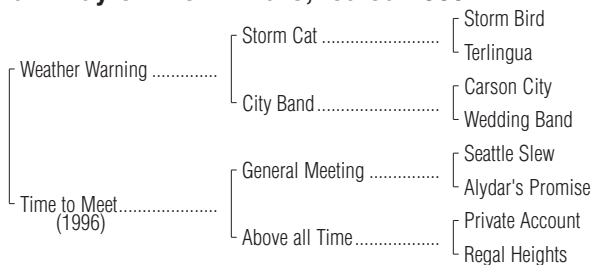 Storm Bird
Storm Cat ........................
Terlingua
Weather Warning .............
Carson City
City Band .........................
Wedding Band
Seattle Slew
General Meeting ..............
Alydar's Promise
Time to Meet ....................
(1996)
Private Account
Above all Time .................
Regal Heights